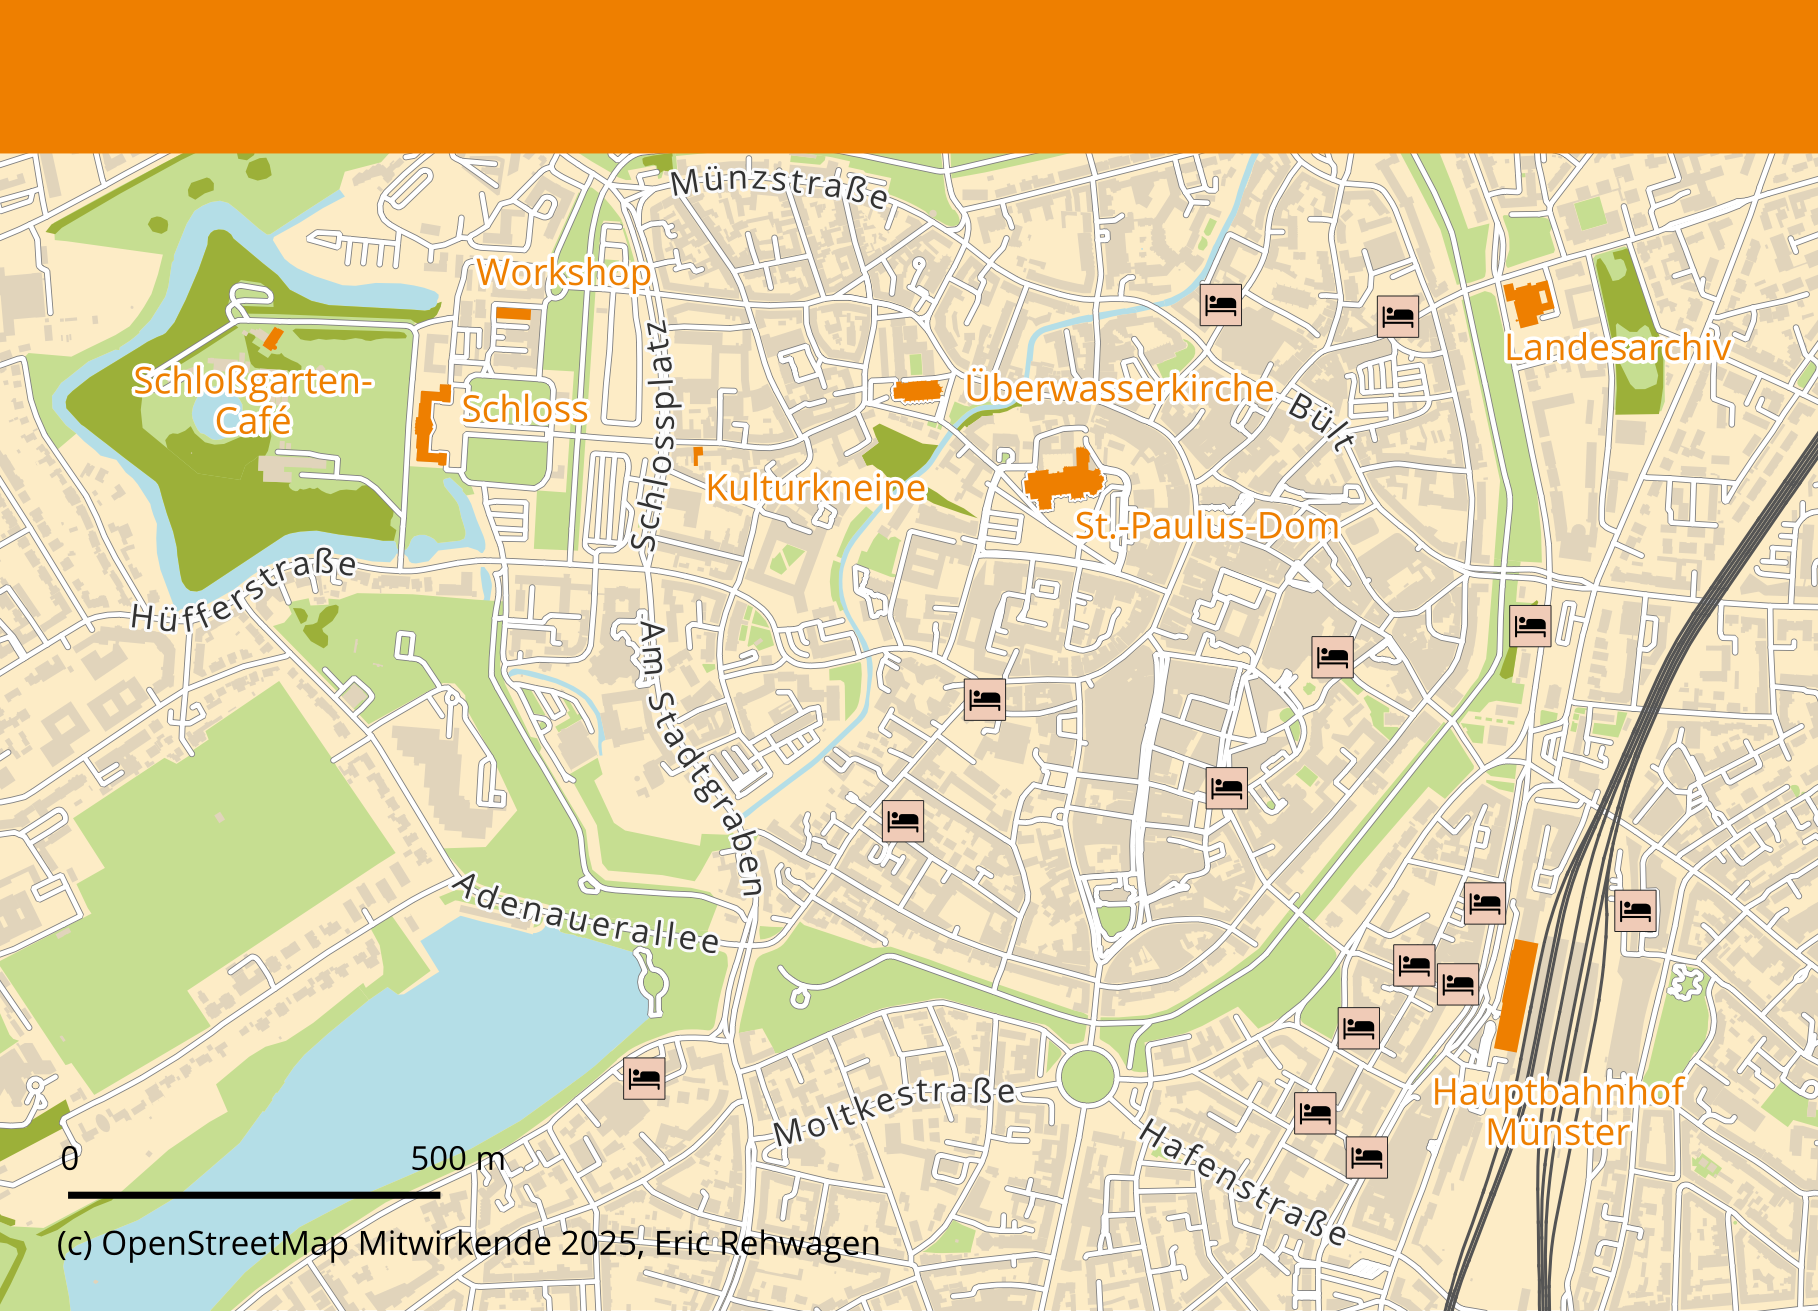 Münzstraße
Workshop
Schloßgarten-
Café
Schloss
Schlossplatz
Überwasserkirche
Landesarchiv
Bült
Kulturkneipe
St.-Paulus-Dom
Hüfferstraße
Am Stadtgraben
Adenauerallee
Moltkestraße
Hafenstraße
Hauptbahnhof
Münster
0 500 m
(c) OpenStreetMap Mitwirkende 2025, Eric Rehwagen